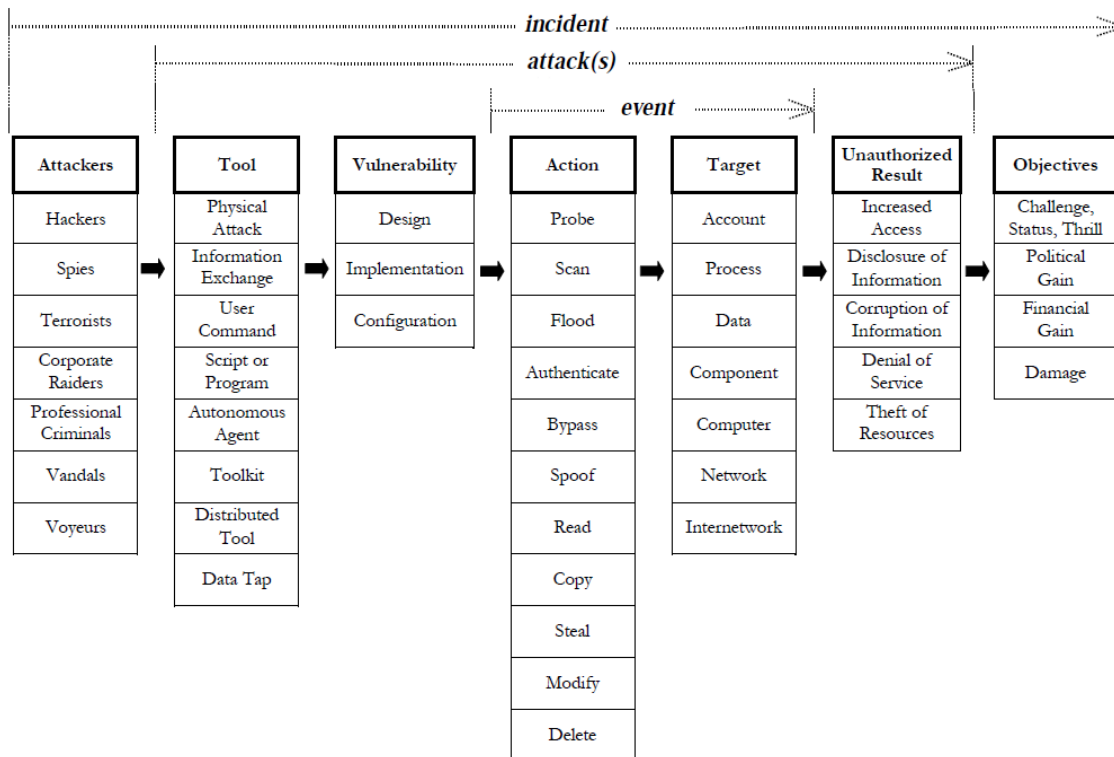 incident
attack(s)
event
Attackers
Hackers
Spies
Terrorists
Corporate
Raiders
Professional
Criminals
Vandals
Voyeurs
Tool
Physical
Attack
Information
Exchange
User
Command
Script or
Program
Autonomous
Agent
Toolkit
Distributed
Tool
Data Tap
Vulnerability
Design
Implementation
Configuration
Action
Probe
Scan
Flood
Authenticate
Bypass
Spoof
Read
Copy
Steal
Modify
Delete
Target
Account
Process
Data
Component
Computer
Network
Internetwork
Unauthorized
Result
Increased
Access
Disclosure of
Information
Corruption of
Information
Denial of
Service
Theft of
Resources
Objectives
Challenge,
Status, Thrill
Political
Gain
Financial
Gain
Damage